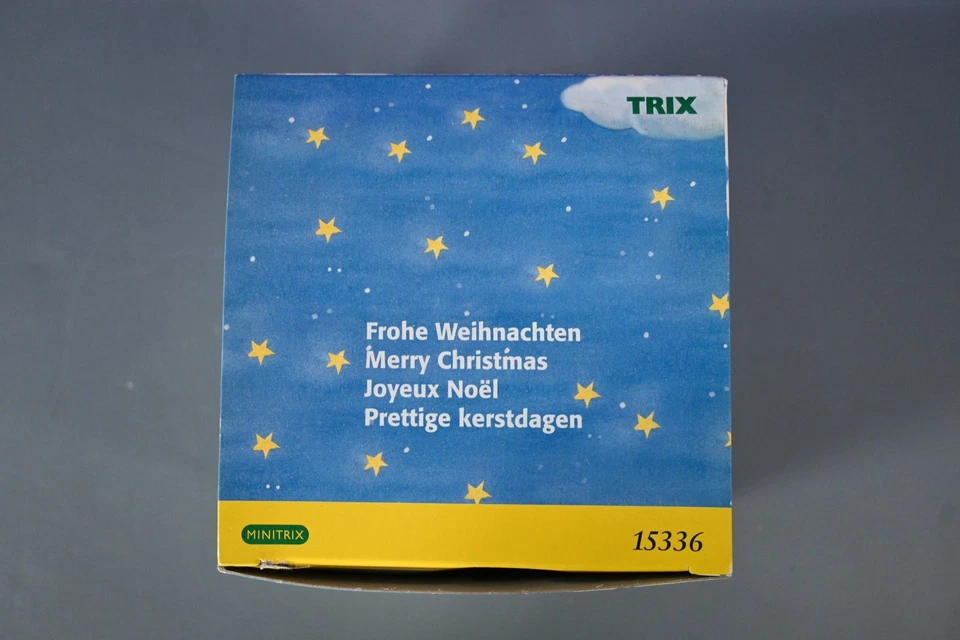 TRIX
Frohe Weihnachten
Merry Christmas
Joyeux Noël
Prettige kerstdagen
MINITRIX
15336